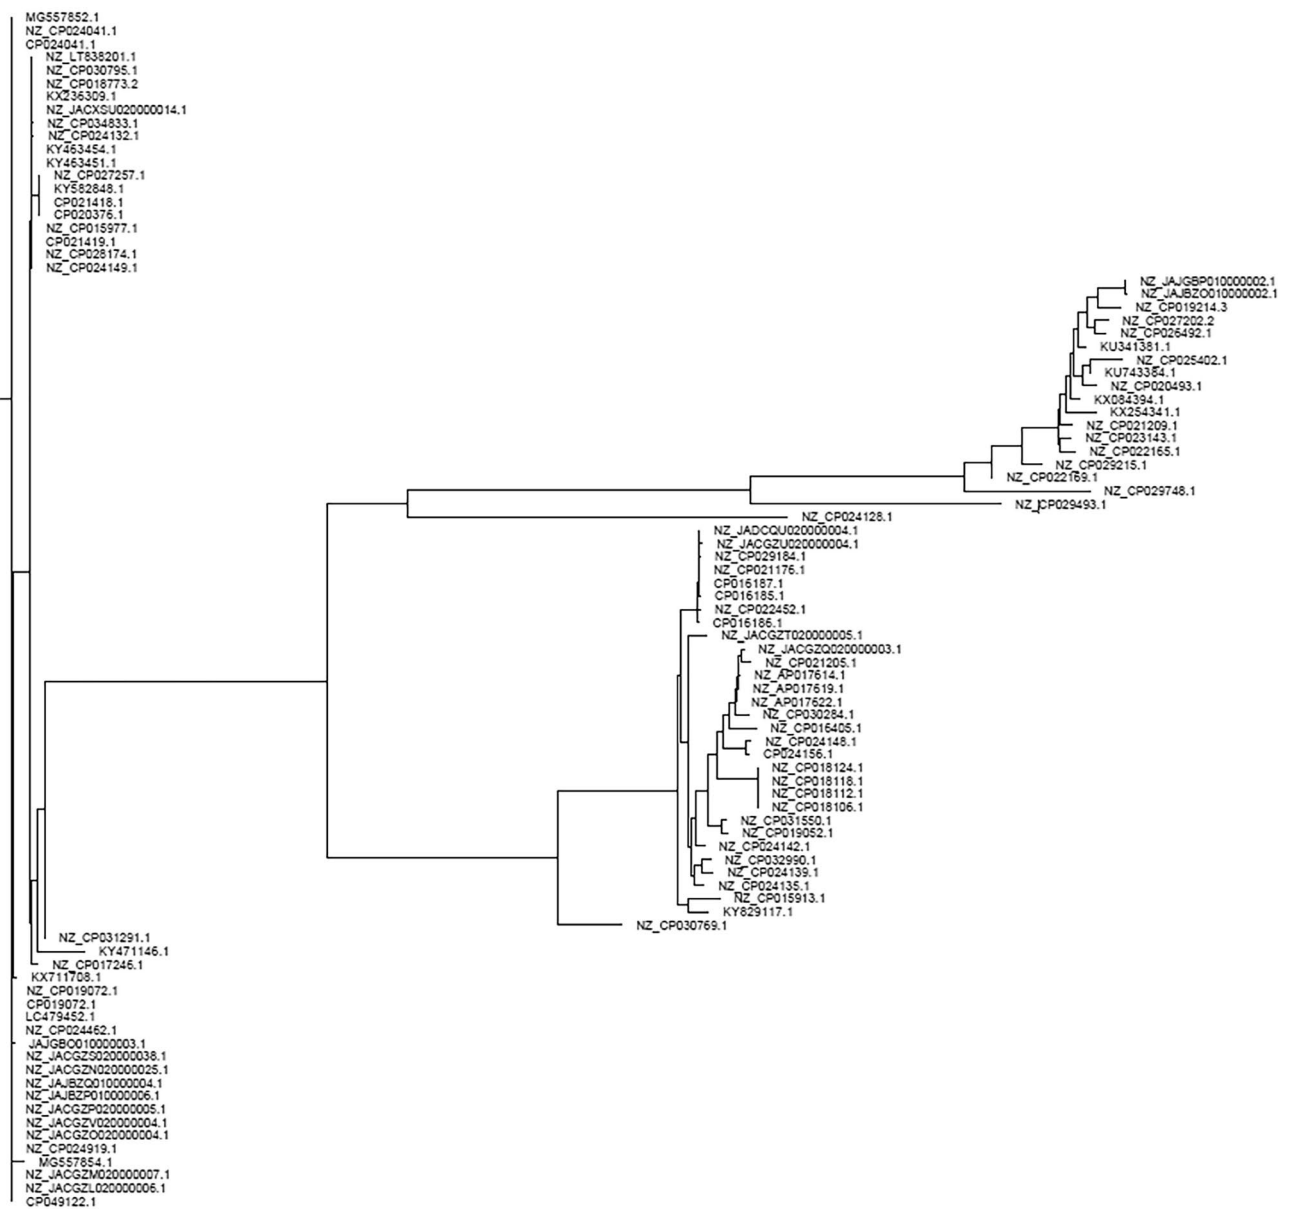 MG557852.1
NZ_CP024041.1
CP024041.1
NZ_LT838201.1
NZ_CP030795.1
NZ_CP018773.2
KX236309.1
NZ_JACXSU020000014.1
NZ_CP034833.1
NZ_CP024132.1
KY463454.1
KY463451.1
NZ_CP027257.1
KY582848.1
CP021418.1
CP020376.1
NZ_CP015977.1
CP021419.1
NZ_CP028174.1
NZ_CP024149.1
NZ_JAJGBP010000002.1
NZ_JAJBZO010000002.1
NZ_CP019214.3
NZ_CP027202.2
NZ_CP026492.1
KU341381.1
NZ_CP025402.1
KU743384.1
NZ_CP020493.1
KX084394.1
KX254341.1
NZ_CP021209.1
NZ_CP023143.1
NZ_CP022165.1
NZ_CP029215.1
NZ_CP022169.1
NZ_CP029748.1
NZ_CP029493.1
NZ_CP024128.1
NZ_JADCQU020000004.1
NZ_JACGZU020000004.1
NZ_CP029184.1
NZ_CP021176.1
CP016187.1
CP016185.1
NZ_CP022452.1
CP016186.1
NZ_JACGZT020000005.1
NZ_JACGZQ020000003.1
NZ_CP021205.1
NZ_AP017614.1
NZ_AP017619.1
NZ_AP017622.1
NZ_CP030284.1
NZ_CP016405.1
NZ_CP024148.1
CP024156.1
NZ_CP018124.1
NZ_CP018118.1
NZ_CP018112.1
NZ_CP018106.1
NZ_CP031550.1
NZ_CP019052.1
NZ_CP024142.1
NZ_CP032990.1
NZ_CP024139.1
NZ_CP024135.1
NZ_CP015913.1
KY829117.1
NZ_CP030769.1
NZ_CP031291.1
KY471146.1
NZ_CP017246.1
KX711708.1
NZ_CP019072.1
CP019072.1
LC479452.1
NZ_CP024462.1
JAJGBO010000003.1
NZ_JACGZS020000038.1
NZ_JACGZN020000025.1
NZ_JAJBZQ010000004.1
NZ_JAJBZP010000006.1
NZ_JACGZP020000005.1
NZ_JACGZV020000004.1
NZ_JACGZO020000004.1
NZ_CP024919.1
MG557854.1
NZ_JACGZM020000007.1
NZ_JACGZL020000006.1
CP049122.1